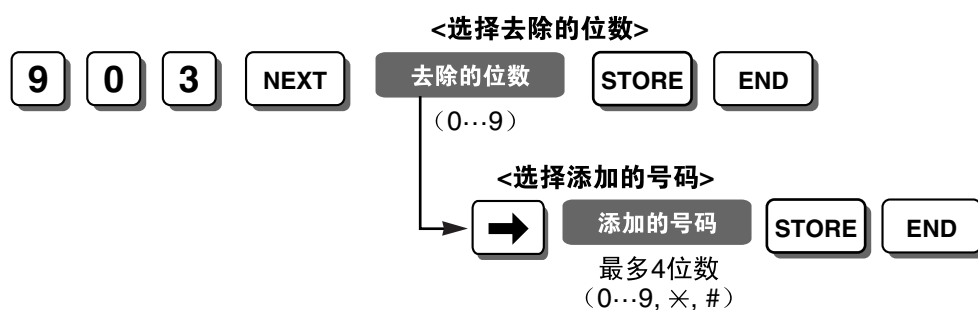 <选择去除的位数>
9 0 3 NEXT 去除的位数 STORE END
（0⋯9）
<选择添加的号码>
➡ 添加的号码 STORE END
最多4位数
（0⋯9, ✳, #）